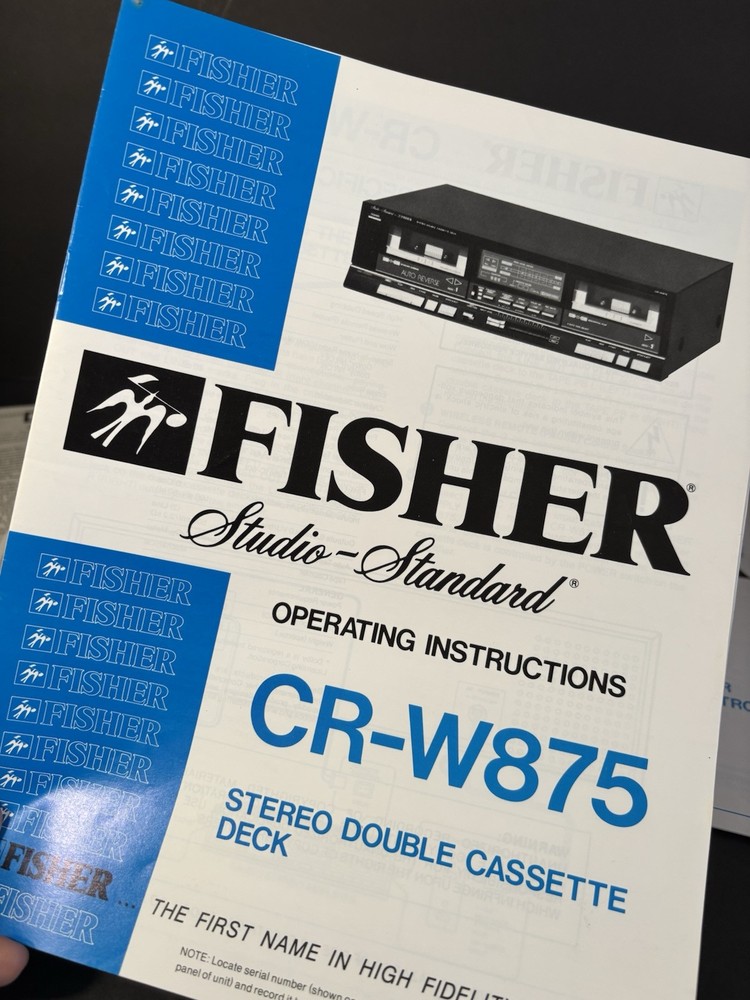 FISHER
FISHER
FISHER
FISHER
FISHER
FISHER
FISHER
FISHER
AUTO REVERSE
FISHER®
Studio-Standard®
OPERATING INSTRUCTIONS
CR-W875
STEREO DOUBLE CASSETTE
DECK
FISHER
FISHER
FISHER
FISHER
FISHER
FISHER
FISHER
FISHER
FISHER...
FISHER
THE FIRST NAME IN HIGH
NOTE: Locate serial number (shown
panel of unit) and record